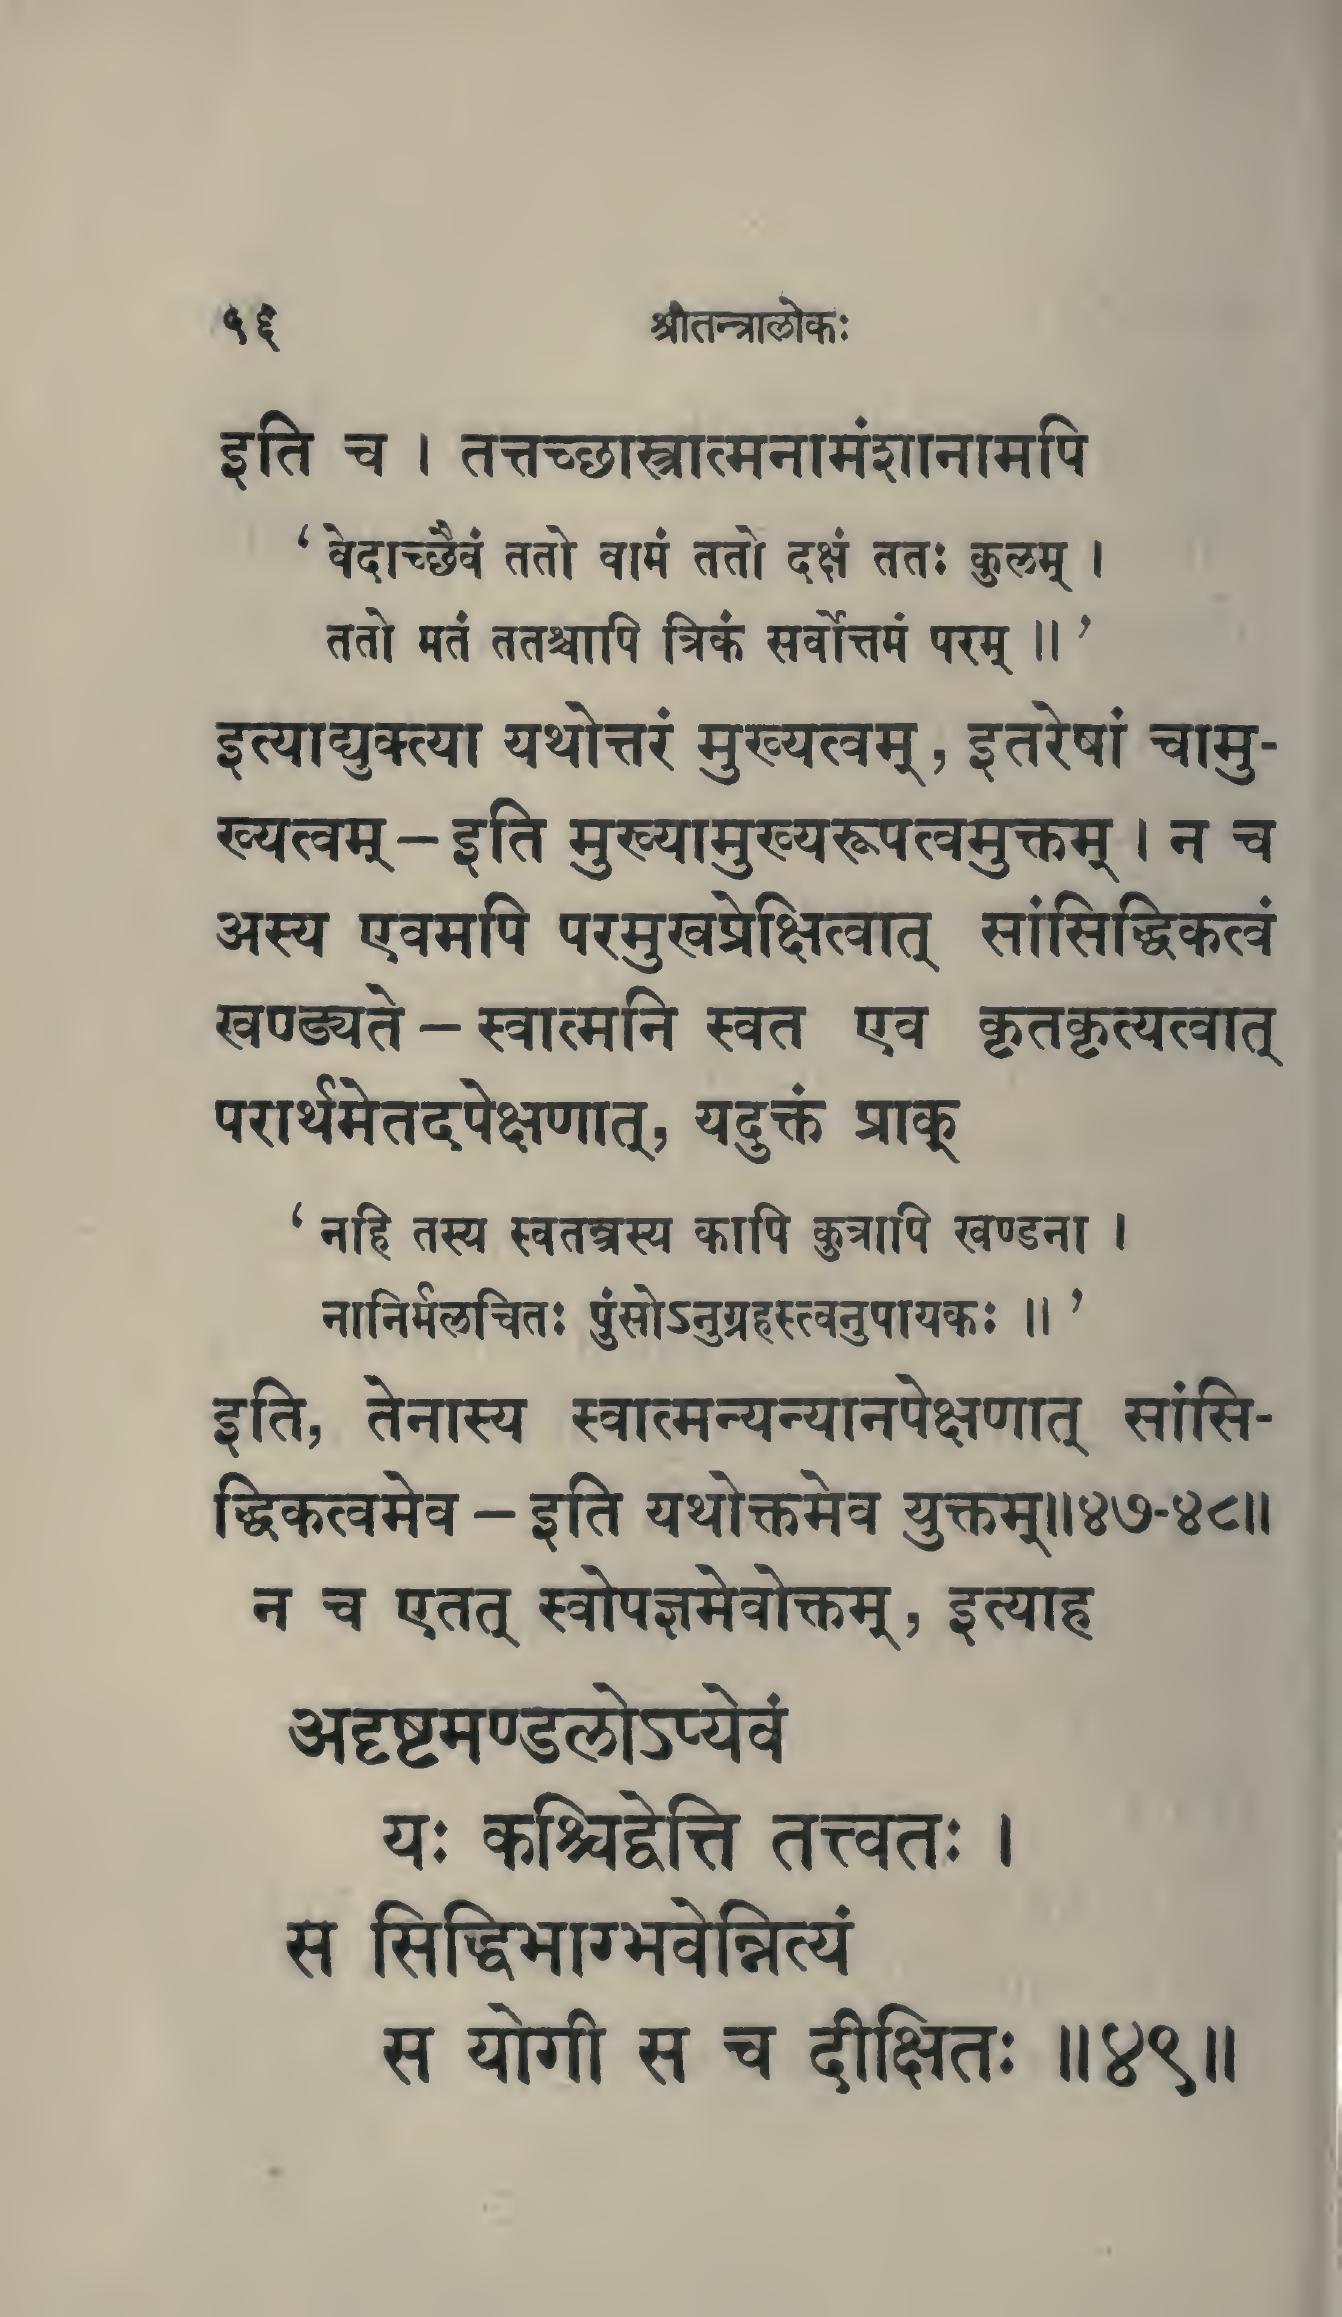 ५६ श्रीतन्त्रालोकः
इति च । तत्तच्छास्त्रात्मनामंशानामपि
‘ वेदाच्छैवं ततो वामं ततो दक्षं ततः कुलम् ।
ततो मतं ततश्चापि त्रिकं सर्वोत्तमं परम् ॥ ’
इत्याद्युक्त्या यथोत्तरं मुख्यत्वम् , इतरेषां चामु-
ख्यत्वम् – इति मुख्यामुख्यरूपत्वमुक्तम् । न च
अस्य एवमपि परमुखप्रेक्षित्वात् सांसिद्धिकत्वं
खण्ड्यते – स्वात्मनि स्वत एव कृतकृत्यत्वात्
परार्थमेतदपेक्षणात्, यदुक्तं प्राक्
‘ नहि तस्य स्वतन्त्रस्य कापि कुत्रापि खण्डना ।
नानिर्मलचितः पुंसोऽनुग्रहस्त्वनुपायकः ॥ ’
इति, तेनास्य स्वात्मन्यन्यानपेक्षणात् सांसि-
द्धिकत्वमेव – इति यथोक्तमेव युक्तम्॥४७-४८॥
न च एतत् स्वोपज्ञमेवोक्तम् , इत्याह
अदृष्टमण्डलोऽप्येवं
यः कश्चिद्वेत्ति तत्त्वतः ।
स सिद्धिभाग्भवेन्नित्यं
स योगी स च दीक्षितः ॥४९॥